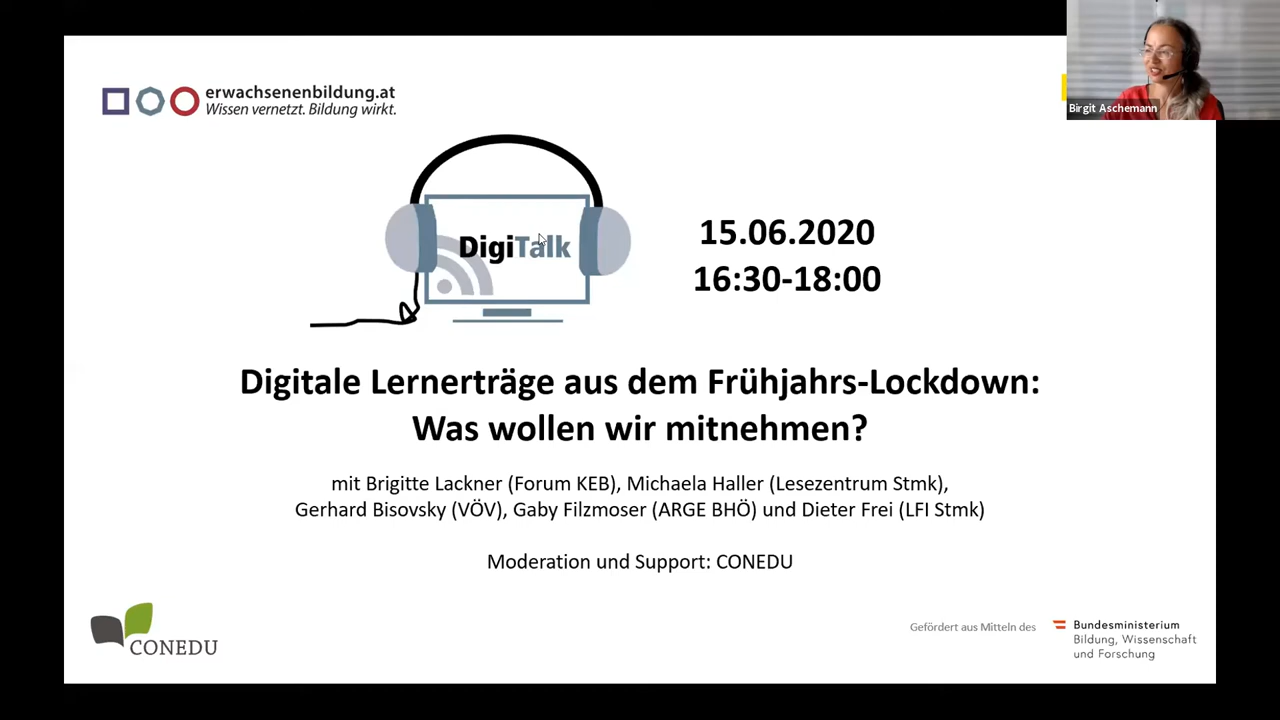 erwachsenenbildung.at
Wissen vernetzt. Bildung wirkt.
Birgit Aschemann
DigiTalk
15.06.2020
16:30-18:00
Digitale Lernerträge aus dem Frühjahrs-Lockdown:
Was wollen wir mitnehmen?
mit Brigitte Lackner (Forum KEB), Michaela Haller (Lesezentrum Stmk),
Gerhard Bisovsky (VÖV), Gaby Filzmoser (ARGE BHÖ) und Dieter Frei (LFI Stmk)
Moderation und Support: CONEDU
CONEDU
Gefördert aus Mitteln des
Bundesministerium
Bildung, Wissenschaft
und Forschung